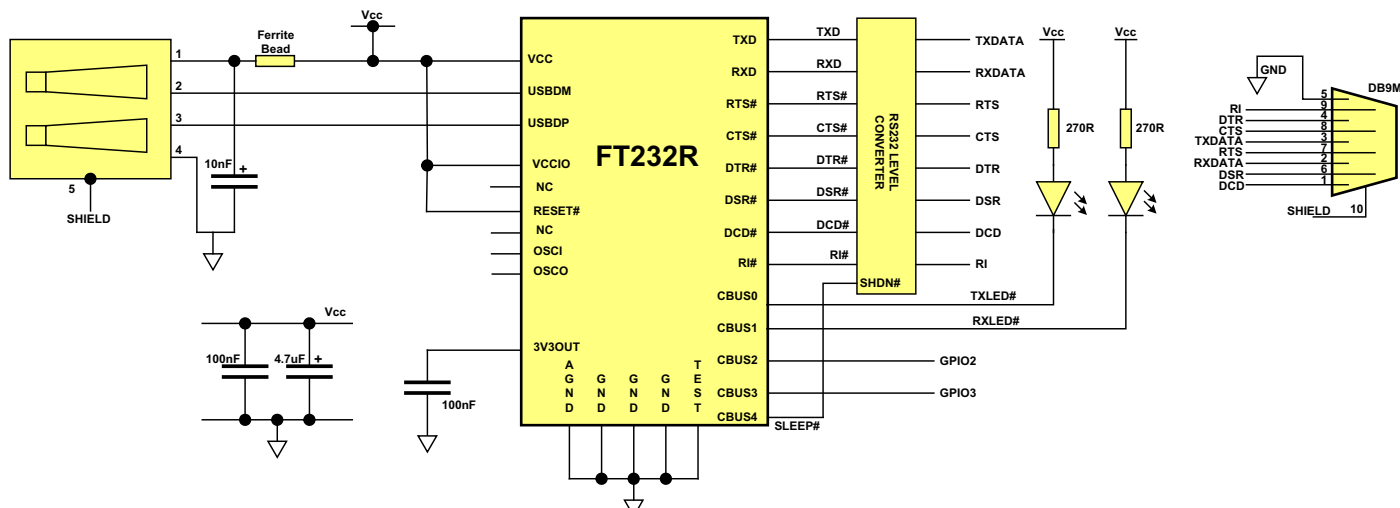 Vcc
Ferrite
Bead
1
2
3
4
5
SHIELD
10nF
+
Vcc
100nF
4.7uF
+
100nF
FT232R
VCC
USBDM
USBDP
VCCIO
NC
RESET#
NC
OSCI
OSCO
3V3OUT
AGND
GND
GND
GND
TEST
TXD
RXD
RTS#
CTS#
DTR#
DSR#
DCD#
RI#
CBUS0
CBUS1
CBUS2
CBUS3
CBUS4
TXD
RXD
RTS#
CTS#
DTR#
DSR#
DCD#
RI#
RS232 LEVEL
CONVERTER
SHDN#
SLEEP#
TXDATA
RXDATA
RTS
CTS
DTR
DSR
DCD
RI
TXLED#
RXLED#
GPIO2
GPIO3
Vcc
Vcc
270R
270R
GND
DB9M
5
RI 9
DTR 4
CTS 8
TXDATA 3
RTS 7
RXDATA 2
DSR 6
DCD 1
SHIELD 10